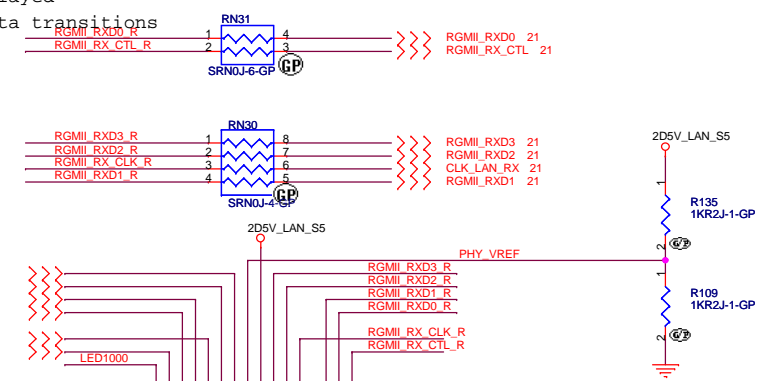 layed
ta transitions
RN31
RGMII_RXD0_R 1 4 RGMII_RXD0 21
RGMII_RX_CTL_R 2 3 RGMII_RX_CTL 21
SRN0J-6-GP GP
RN30
RGMII_RXD3_R 1 8 RGMII_RXD3 21
RGMII_RXD2_R 2 7 RGMII_RXD2 21
RGMII_RX_CLK_R 3 6 CLK_LAN_RX 21
RGMII_RXD1_R 4 5 RGMII_RXD1 21
SRN0J-4-GP GP
2D5V_LAN_S5
1
R135
1KR2J-1-GP
2 G/P
2D5V_LAN_S5
PHY_VREF
RGMII_RXD3_R
RGMII_RXD2_R
RGMII_RXD1_R
RGMII_RXD0_R
RGMII_RX_CLK_R
RGMII_RX_CTL_R
LED1000
1
R109
1KR2J-1-GP
2 G/P